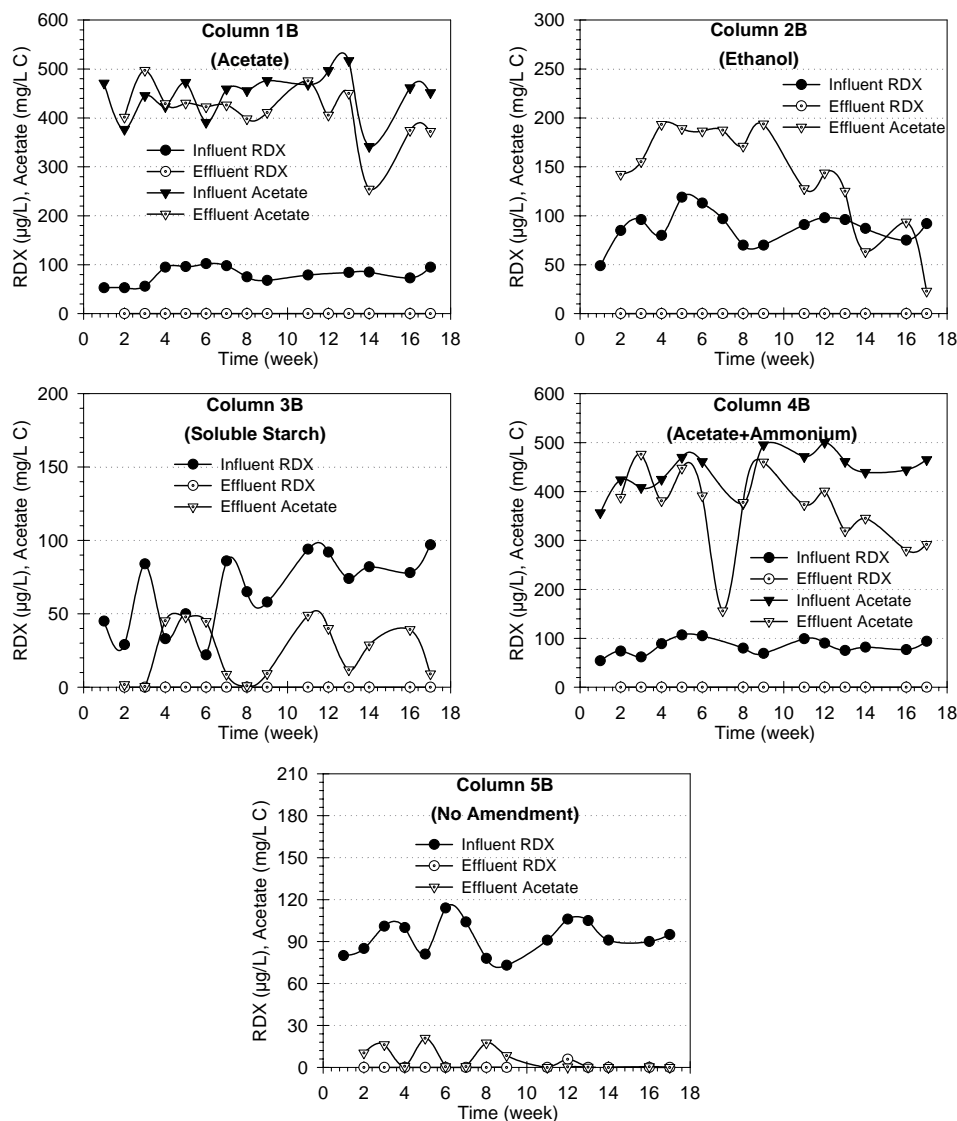 Column 1B
(Acetate)
RDX (µg/L), Acetate (mg/L C)
600
500
400
300
200
100
0
Influent RDX
Effluent RDX
Influent Acetate
Effluent Acetate
0 2 4 6 8 10 12 14 16 18
Time (week)
Column 2B
(Ethanol)
RDX (µg/L), Acetate (mg/L C)
300
250
200
150
100
50
0
Influent RDX
Effluent RDX
Effluent Acetate
0 2 4 6 8 10 12 14 16 18
Time (week)
Column 3B
(Soluble Starch)
RDX (µg/L), Acetate (mg/L C)
200
150
100
50
0
Influent RDX
Effluent RDX
Effluent Acetate
0 2 4 6 8 10 12 14 16 18
Time (week)
Column 4B
(Acetate+Ammonium)
RDX (µg/L), Acetate (mg/L C)
600
500
400
300
200
100
0
Influent RDX
Effluent RDX
Influent Acetate
Effluent Acetate
0 2 4 6 8 10 12 14 16 18
Time (week)
Column 5B
(No Amendment)
RDX (µg/L), Acetate (mg/L C)
210
180
150
120
90
60
30
0
Influent RDX
Effluent RDX
Effluent Acetate
0 2 4 6 8 10 12 14 16 18
Time (week)